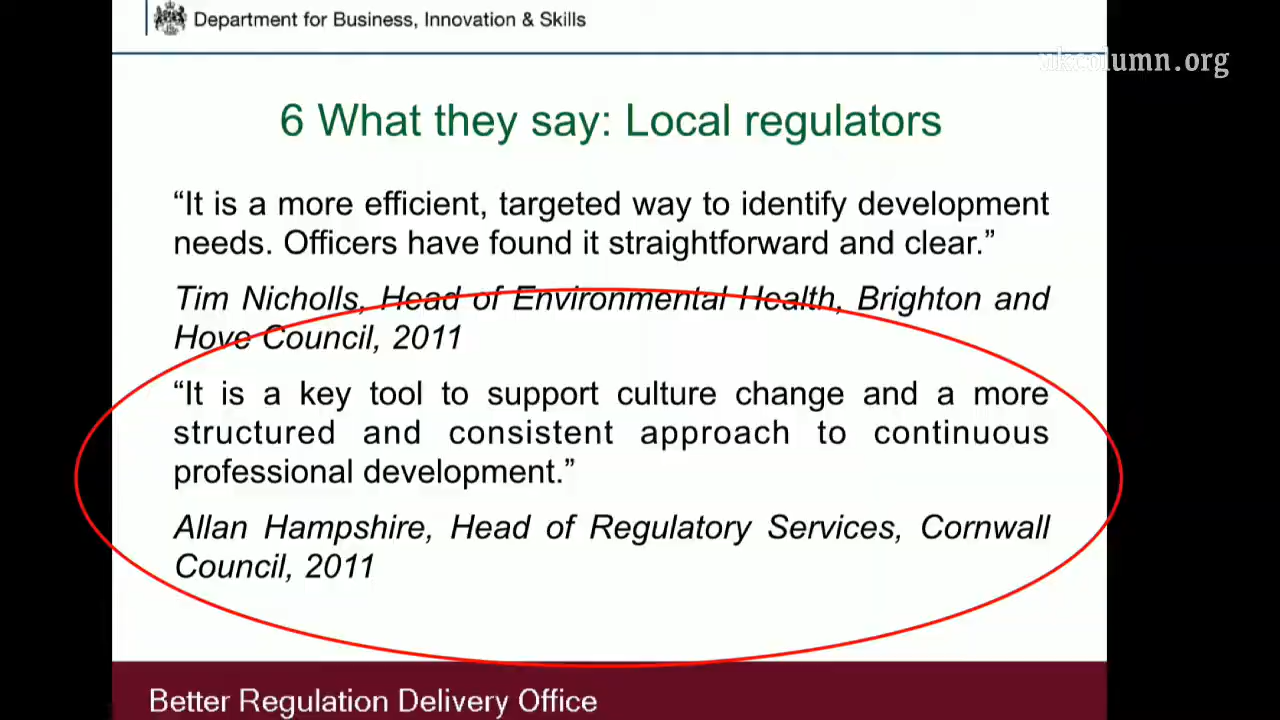 Department for Business, Innovation & Skills
ukcolumn.org
6 What they say: Local regulators
“It is a more efficient, targeted way to identify development
needs. Officers have found it straightforward and clear.”
Tim Nicholls, Head of Environmental Health, Brighton and
Hove Council, 2011
“It is a key tool to support culture change and a more
structured and consistent approach to continuous
professional development.”
Allan Hampshire, Head of Regulatory Services, Cornwall
Council, 2011
Better Regulation Delivery Office